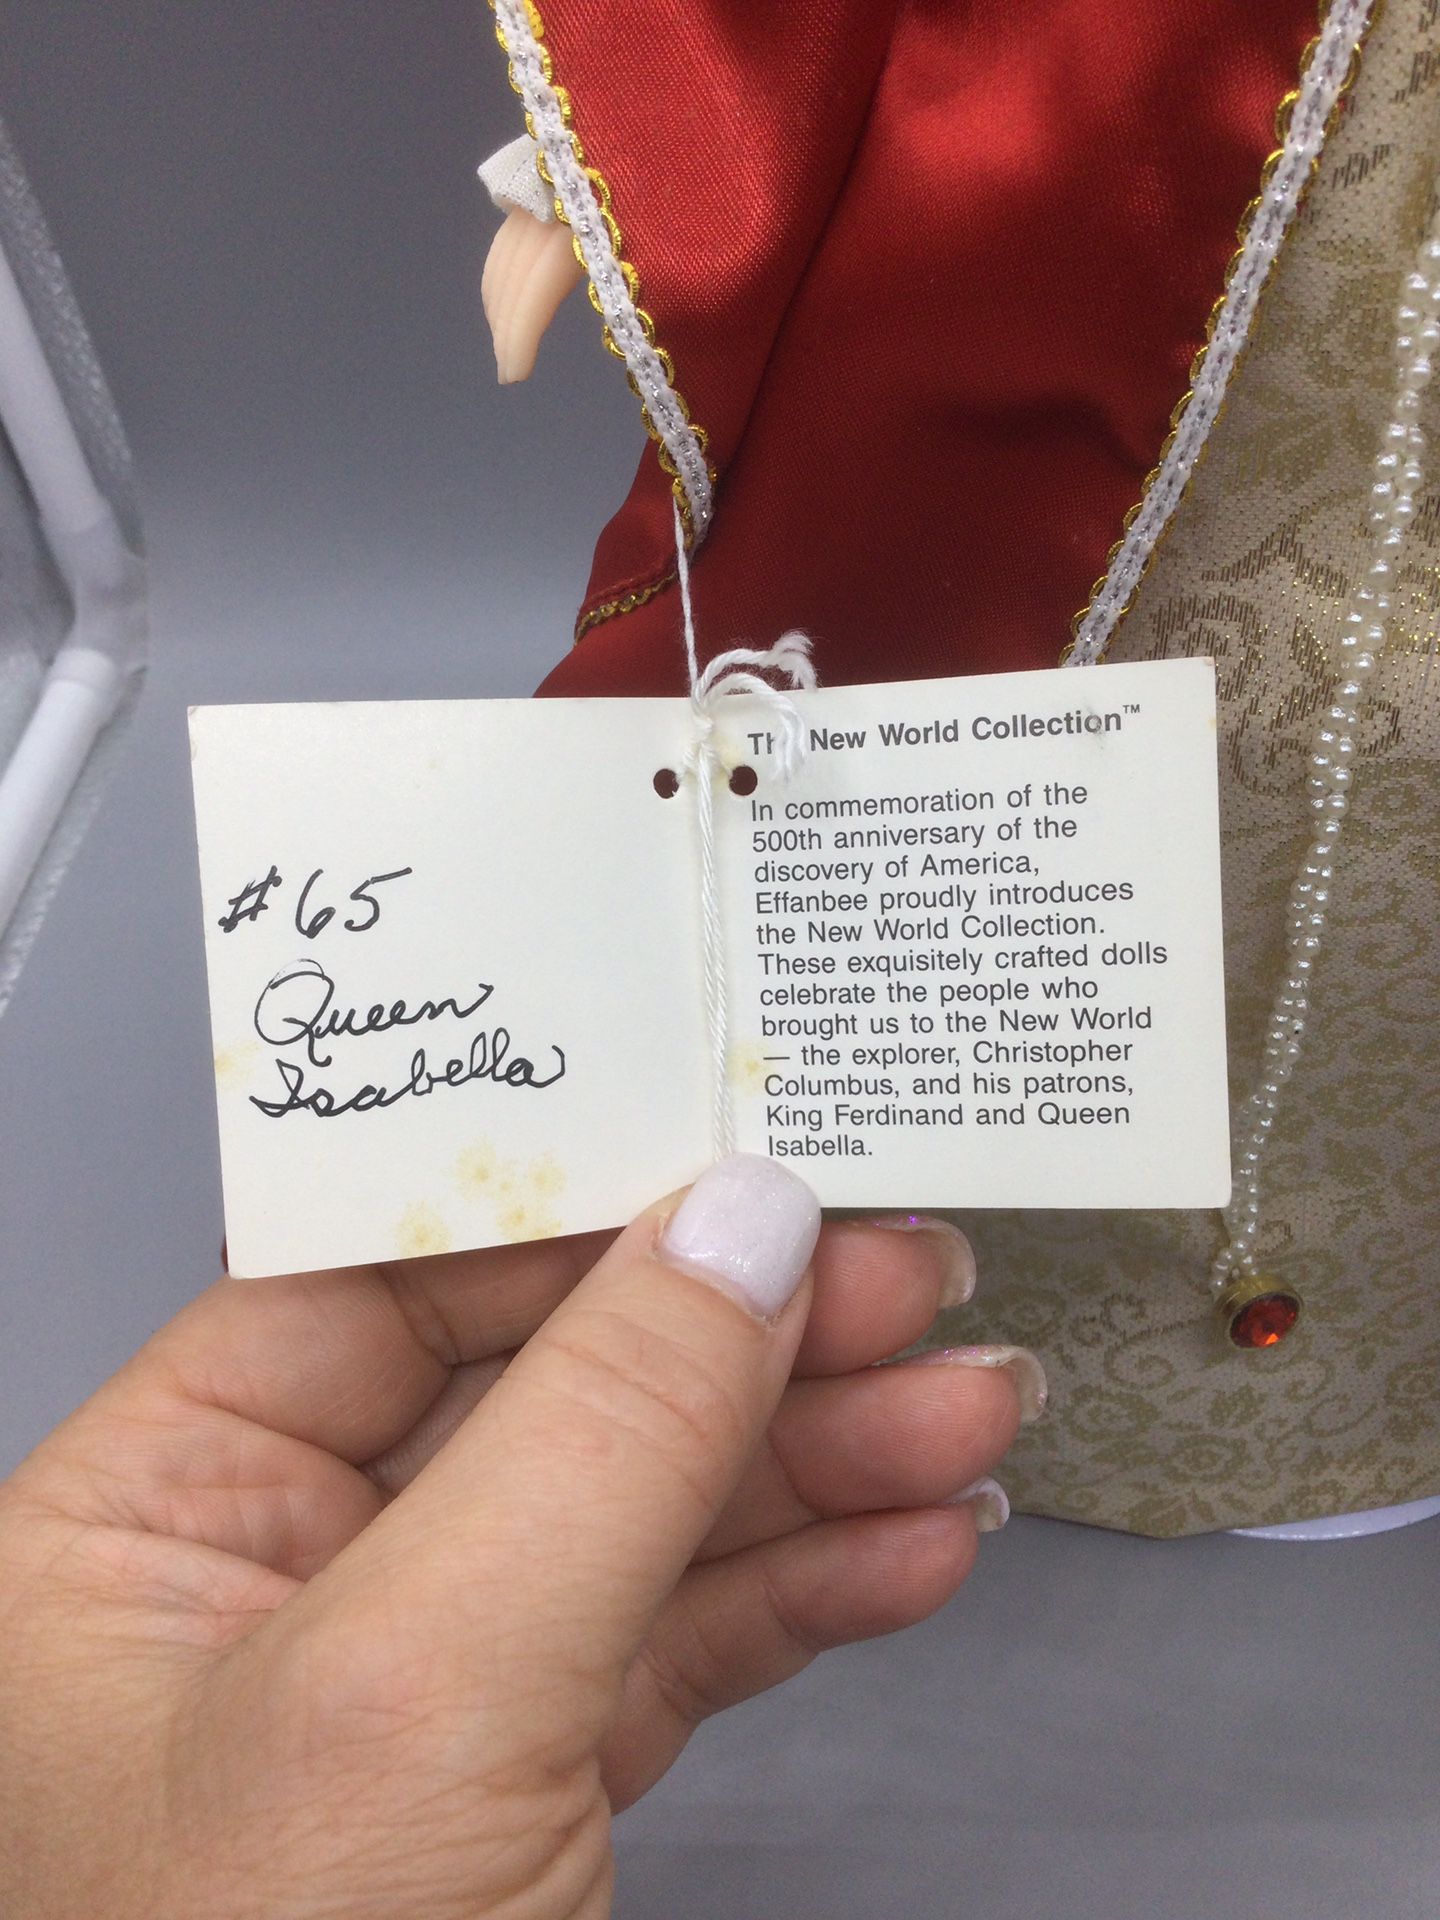 # 65
Queen
Isabella
The New World Collection™
In commemoration of the
500th anniversary of the
discovery of America,
Effanbee proudly introduces
the New World Collection.
These exquisitely crafted dolls
celebrate the people who
brought us to the New World
— the explorer, Christopher
Columbus, and his patrons,
King Ferdinand and Queen
Isabella.